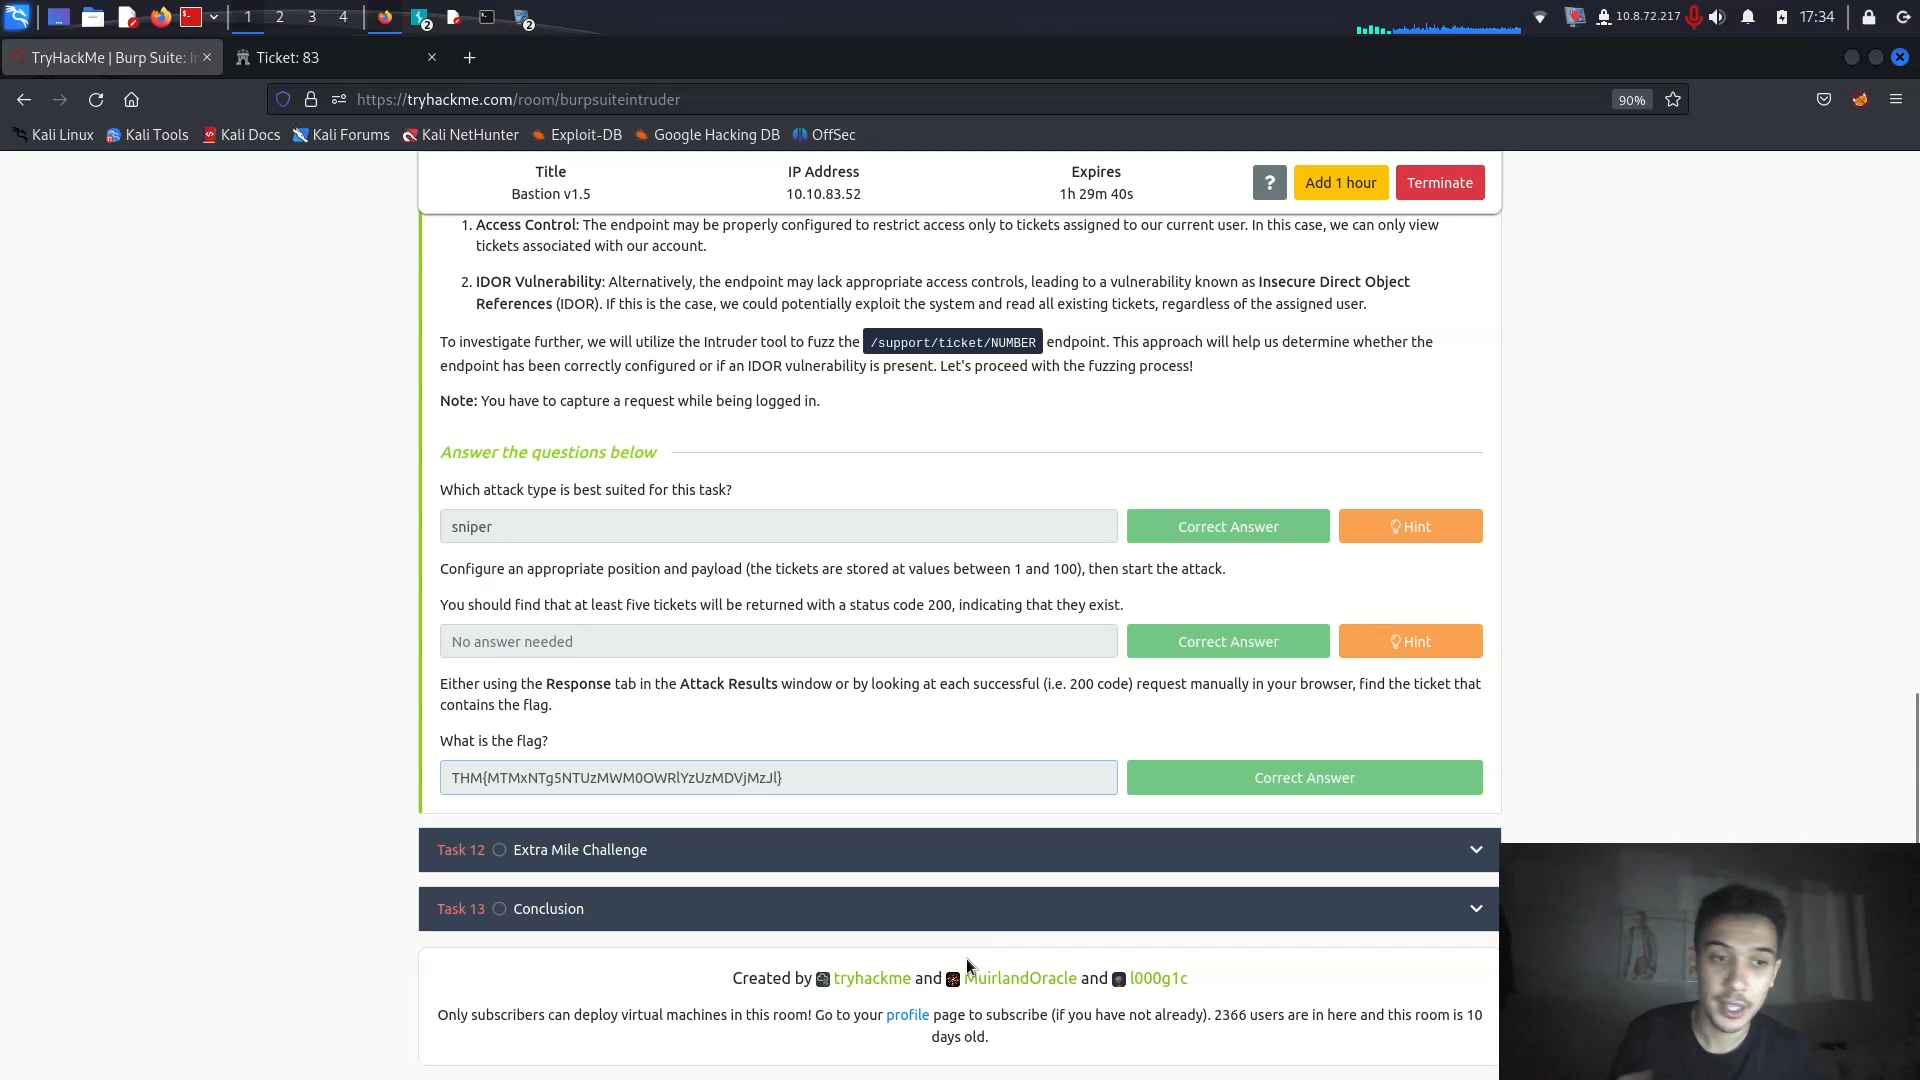 1 2 3 4 2 2 10.8.72.217 17:34
TryHackMe | Burp Suite: I
Ticket: 83
https://tryhackme.com/room/burpsuiteintruder 90%
Kali Linux Kali Tools Kali Docs Kali Forums Kali NetHunter Exploit-DB Google Hacking DB OffSec
Title IP Address Expires
Bastion v1.5 10.10.83.52 1h 29m 40s
? Add 1 hour Terminate
1. Access Control: The endpoint may be properly configured to restrict access only to tickets assigned to our current user. In this case, we can only view
tickets associated with our account.
2. IDOR Vulnerability: Alternatively, the endpoint may lack appropriate access controls, leading to a vulnerability known as Insecure Direct Object
References (IDOR). If this is the case, we could potentially exploit the system and read all existing tickets, regardless of the assigned user.
To investigate further, we will utilize the Intruder tool to fuzz the /support/ticket/NUMBER endpoint. This approach will help us determine whether the
endpoint has been correctly configured or if an IDOR vulnerability is present. Let's proceed with the fuzzing process!
Note: You have to capture a request while being logged in.
Answer the questions below
Which attack type is best suited for this task?
sniper Correct Answer Hint
Configure an appropriate position and payload (the tickets are stored at values between 1 and 100), then start the attack.
You should find that at least five tickets will be returned with a status code 200, indicating that they exist.
No answer needed Correct Answer Hint
Either using the Response tab in the Attack Results window or by looking at each successful (i.e. 200 code) request manually in your browser, find the ticket that
contains the flag.
What is the flag?
THM{MTMxNTg5NTUzMWM0OWRlYzUzMDVjMzJl} Correct Answer
Task 12 Extra Mile Challenge
Task 13 Conclusion
Created by tryhackme and MuirlandOracle and l000g1c
Only subscribers can deploy virtual machines in this room! Go to your profile page to subscribe (if you have not already). 2366 users are in here and this room is 10
days old.